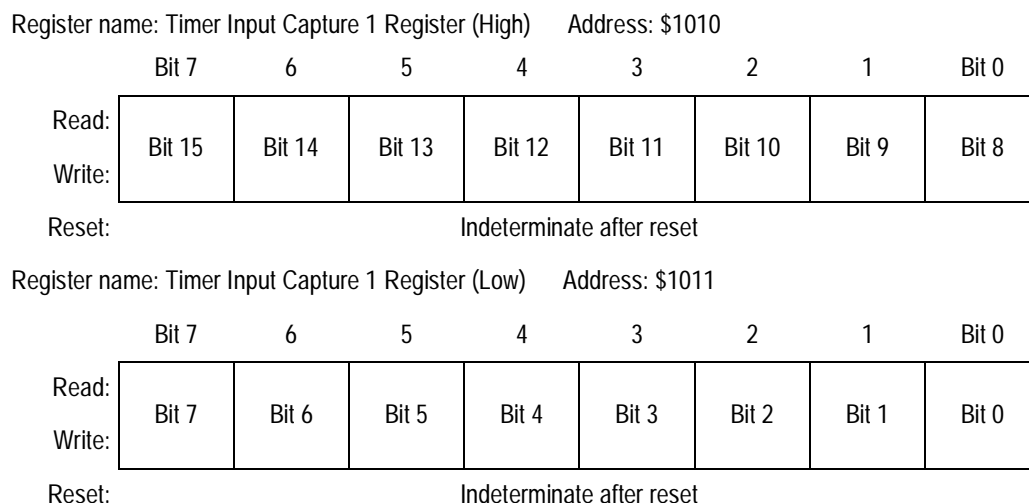 Register name: Timer Input Capture 1 Register (High) Address: $1010
Bit 7 6 5 4 3 2 1 Bit 0
Read:
Bit 15 Bit 14 Bit 13 Bit 12 Bit 11 Bit 10 Bit 9 Bit 8
Write:
Reset: Indeterminate after reset
Register name: Timer Input Capture 1 Register (Low) Address: $1011
Bit 7 6 5 4 3 2 1 Bit 0
Read:
Bit 7 Bit 6 Bit 5 Bit 4 Bit 3 Bit 2 Bit 1 Bit 0
Write:
Reset: Indeterminate after reset